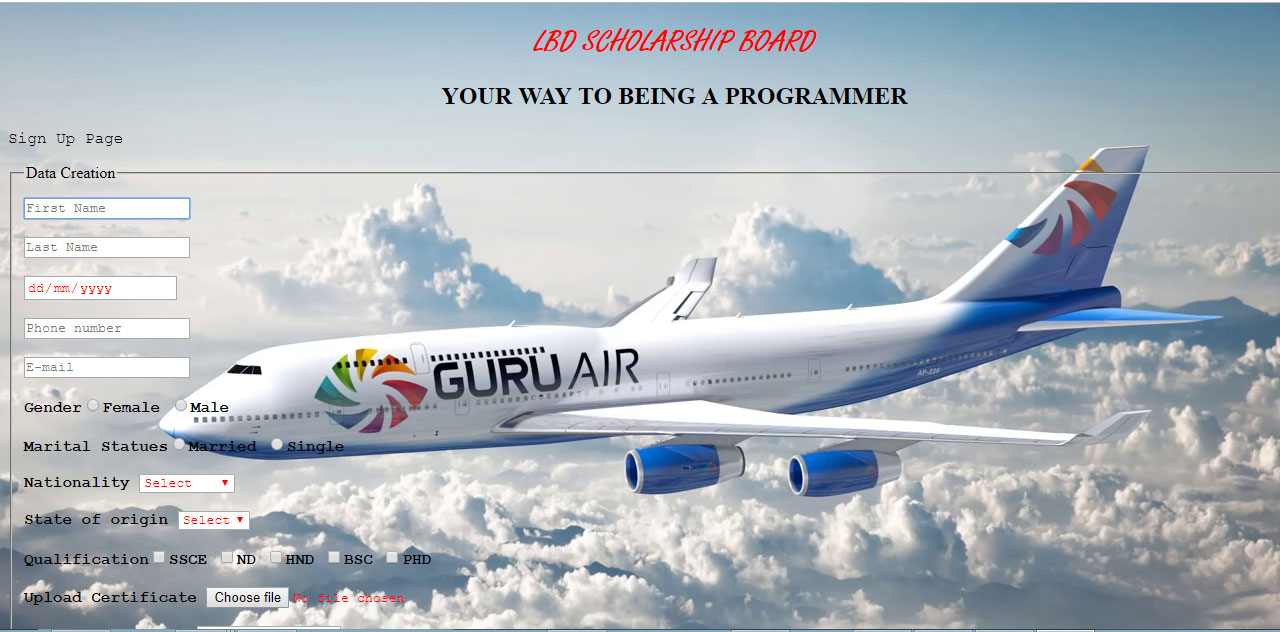 LBD SCHOLARSHIP BOARD
YOUR WAY TO BEING A PROGRAMMER
Sign Up Page
Data Creation
First Name
Last Name
dd/mm/yyyy
Phone number
E-mail
GURU AIR
AP-226
Gender Female Male
Marital Statues Married Single
Nationality Select
State of origin Select
Qualification SSCE ND HND BSC PHD
Upload Certificate Choose file No file chosen